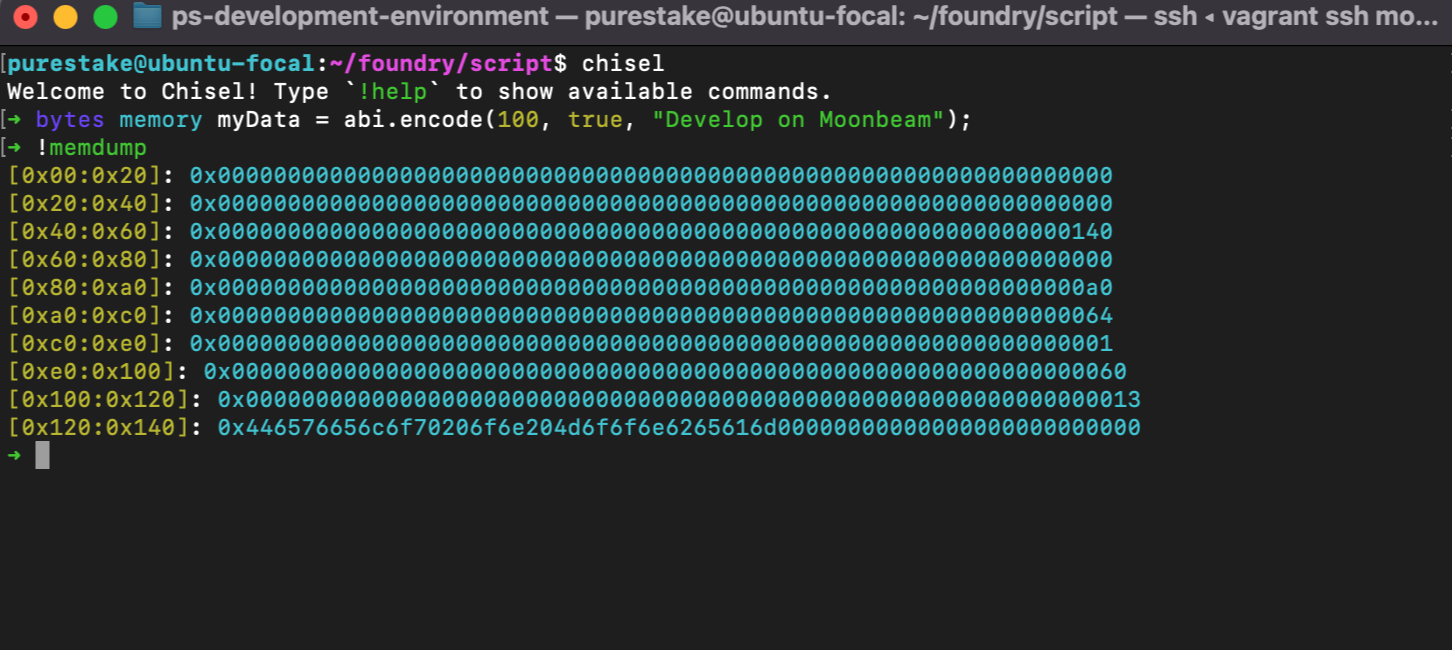 ps-development-environment — purestake@ubuntu-focal: ~/foundry/script — ssh ◂ vagrant ssh mo...
[purestake@ubuntu-focal:~/foundry/script$ chisel
Welcome to Chisel! Type `!help` to show available commands.
[➜ bytes memory myData = abi.encode(100, true, "Develop on Moonbeam");
[➜ !memdump
[0x00:0x20]: 0x0000000000000000000000000000000000000000000000000000000000000000
[0x20:0x40]: 0x0000000000000000000000000000000000000000000000000000000000000000
[0x40:0x60]: 0x0000000000000000000000000000000000000000000000000000000000000140
[0x60:0x80]: 0x0000000000000000000000000000000000000000000000000000000000000000
[0x80:0xa0]: 0x00000000000000000000000000000000000000000000000000000000000000a0
[0xa0:0xc0]: 0x0000000000000000000000000000000000000000000000000000000000000064
[0xc0:0xe0]: 0x0000000000000000000000000000000000000000000000000000000000000001
[0xe0:0x100]: 0x0000000000000000000000000000000000000000000000000000000000000060
[0x100:0x120]: 0x0000000000000000000000000000000000000000000000000000000000000013
[0x120:0x140]: 0x446576656c6f70206f6e204d6f6f6e6265616d00000000000000000000000000
➜